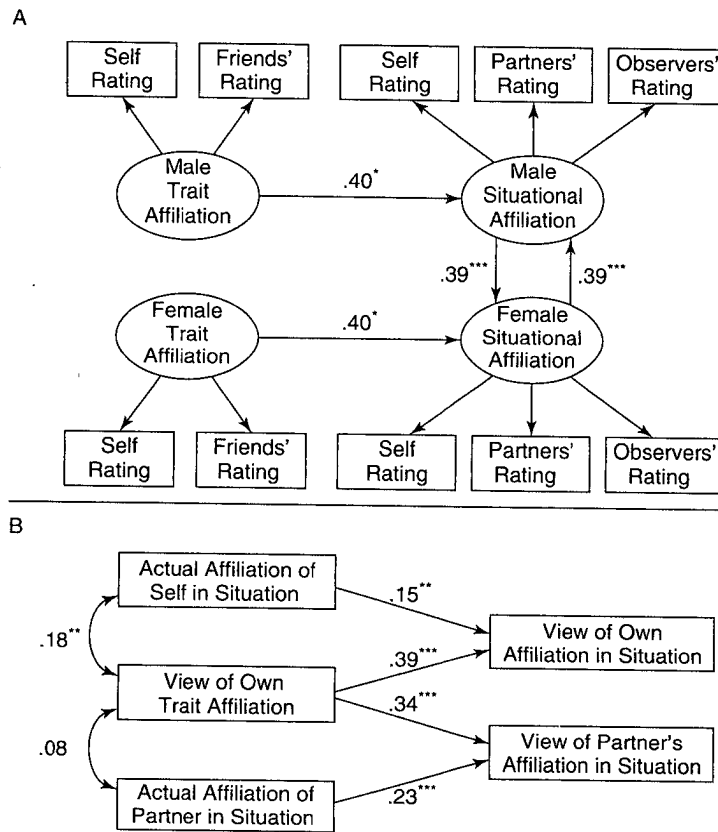 A
Self
Rating
Friends'
Rating
Self
Rating
Partners'
Rating
Observers'
Rating
Male
Trait
Affiliation
.40*
Male
Situational
Affiliation
.39***
.39***
Female
Trait
Affiliation
.40*
Female
Situational
Affiliation
Self
Rating
Friends'
Rating
Self
Rating
Partners'
Rating
Observers'
Rating
B
Actual Affiliation of
Self in Situation
.15**
View of Own
Affiliation in Situation
.18**
.39***
View of Own
Trait Affiliation
.34***
.08
View of Partner's
Affiliation in Situation
.23***
Actual Affiliation of
Partner in Situation